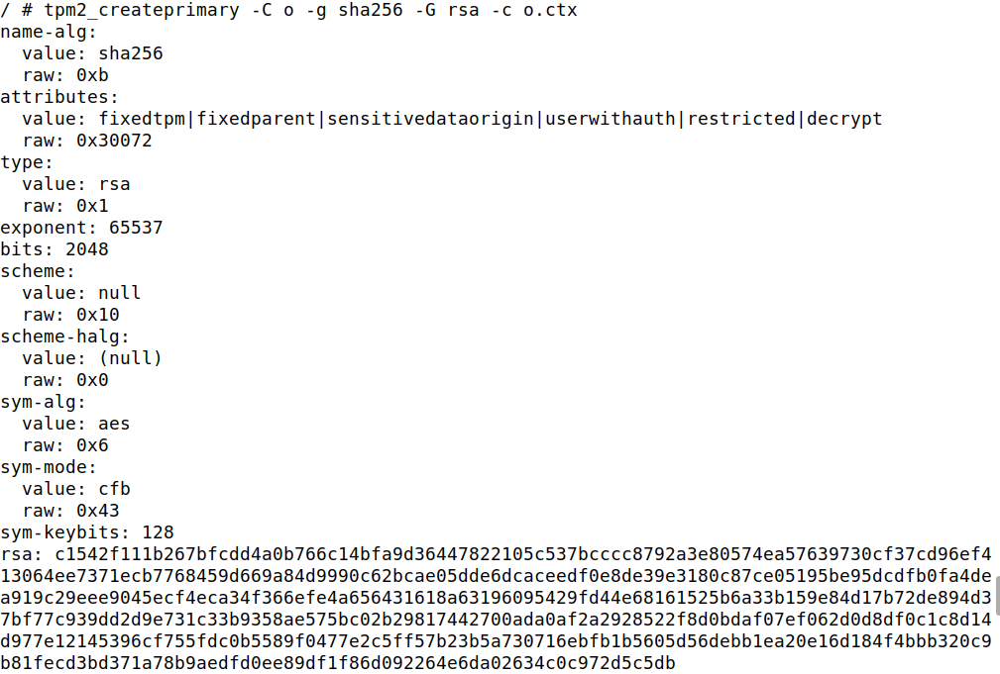 / # tpm2_createprimary -C o -g sha256 -G rsa -c o.ctx
name-alg:
  value: sha256
  raw: 0xb
attributes:
  value: fixedtpm|fixedparent|sensitivedataorigin|userwithauth|restricted|decrypt
  raw: 0x30072
type:
  value: rsa
  raw: 0x1
exponent: 65537
bits: 2048
scheme:
  value: null
  raw: 0x10
scheme-halg:
  value: (null)
  raw: 0x0
sym-alg:
  value: aes
  raw: 0x6
sym-mode:
  value: cfb
  raw: 0x43
sym-keybits: 128
rsa: c1542f111b267bfcdd4a0b766c14bfa9d36447822105c537bcccc8792a3e80574ea57639730cf37cd96ef4
13064ee7371ecb7768459d669a84d9990c62bcae05dde6dcaceedf0e8de39e3180c87ce05195be95dcdfb0fa4de
a919c29eee9045ecf4eca34f366efe4a656431618a63196095429fd44e68161525b6a33b159e84d17b72de894d3
7bf77c939dd2d9e731c33b9358ae575bc02b29817442700ada0af2a2928522f8d0bdaf07ef062d0d8df0c1c8d14
d977e12145396cf755fdc0b5589f0477e2c5ff57b23b5a730716ebfb1b5605d56debb1ea20e16d184f4bbb320c9
b81fecd3bd371a78b9aedfd0ee89df1f86d092264e6da02634c0c972d5c5db